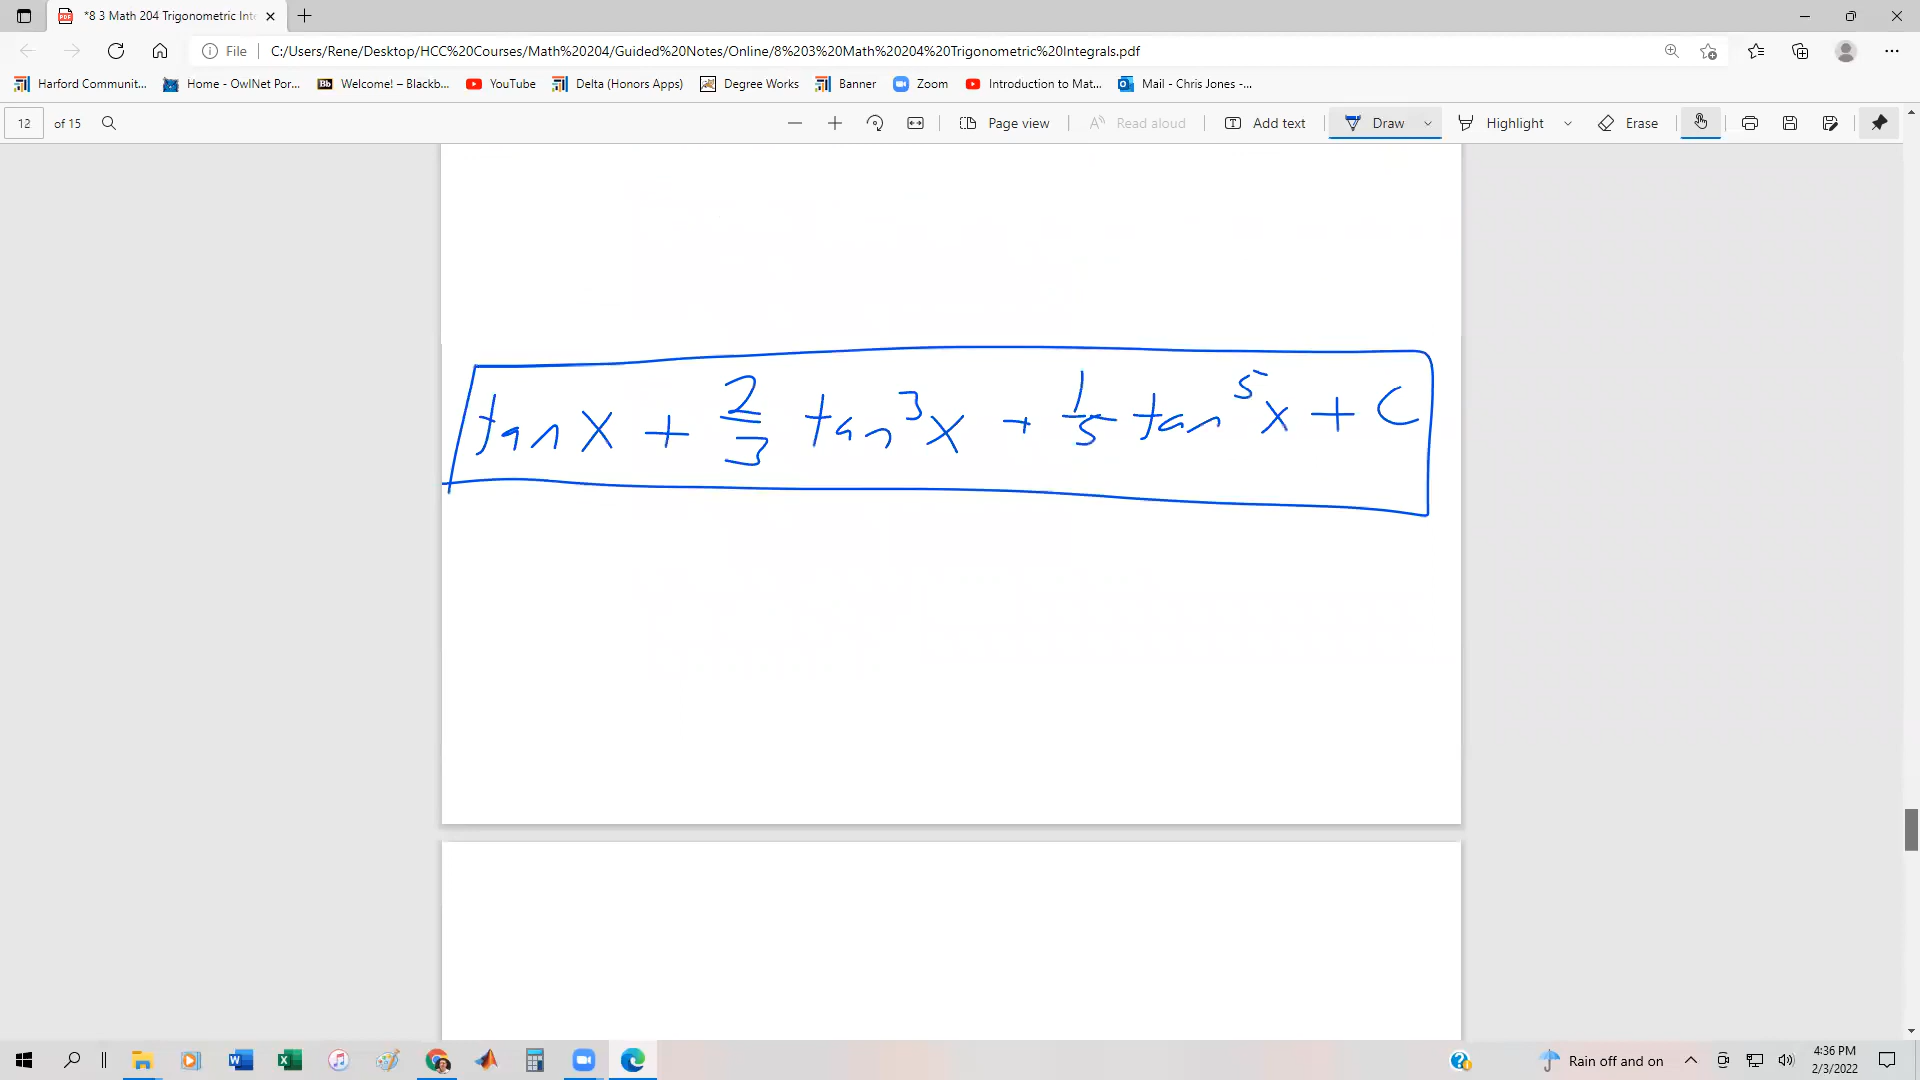 *8 3 Math 204 Trigonometric Inte
File C:/Users/Rene/Desktop/HCC%20Courses/Math%20204/Guided%20Notes/Online/8%203%20Math%20204%20Trigonometric%20Integrals.pdf
Harford Communit... Home - OwlNet Por... Bb Welcome! – Blackb... YouTube Delta (Honors Apps) Degree Works Banner Zoom Introduction to Mat... Mail - Chris Jones -...
12 of 15 Page view Read aloud Add text Draw Highlight Erase
tan x + 2/3 tan³x + 1/5 tan⁵x + C
Rain off and on 4:36 PM
2/3/2022